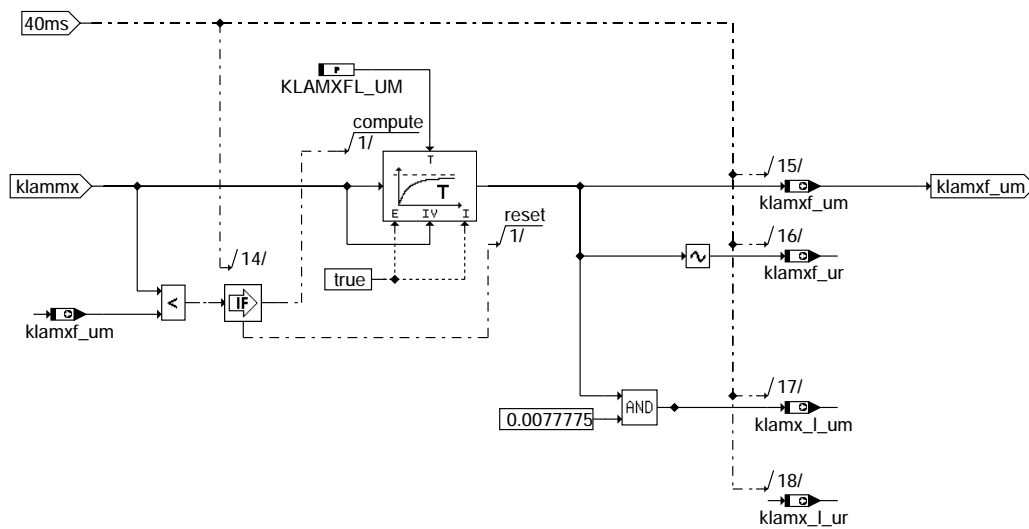 40ms
P
KLAMXFL_UM
compute
1/
klammx
T
T
E IV I
15/
klamxf_um
klamxf_um
reset
1/
16/
klamxf_ur
14/
true
<
IF
klamxf_um
17/
AND
0.0077775
klamx_l_um
18/
klamx_l_ur